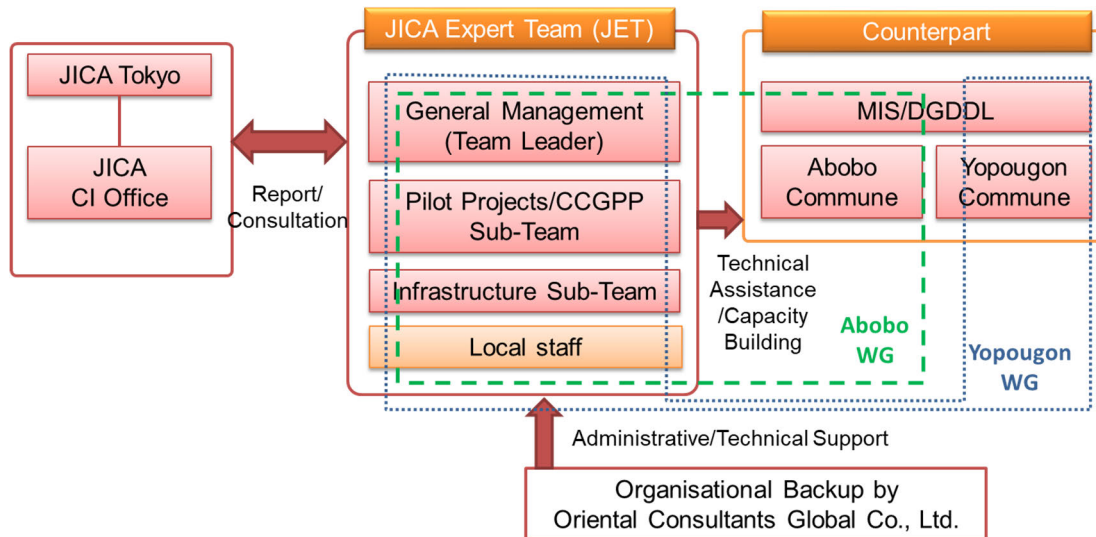 JICA Tokyo
JICA
CI Office
Report/
Consultation
JICA Expert Team (JET)
General Management
(Team Leader)
Pilot Projects/CCGPP
Sub-Team
Infrastructure Sub-Team
Local staff
Technical
Assistance
/Capacity
Building
Counterpart
MIS/DGDDL
Abobo
Commune
Yopougon
Commune
Abobo
WG
Yopougon
WG
Administrative/Technical Support
Organisational Backup by
Oriental Consultants Global Co., Ltd.